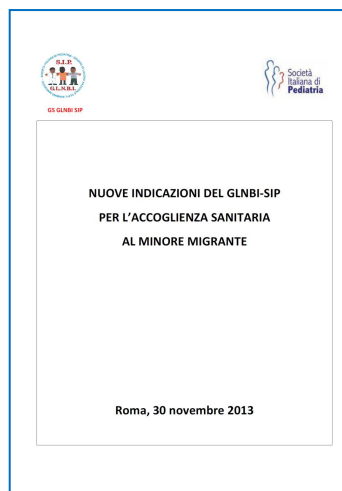 S.I.P.
G.L.N.B.I.
GS GLNBI SIP
Società
Italiana di
Pediatria
NUOVE INDICAZIONI DEL GLNBI-SIP
PER L'ACCOGLIENZA SANITARIA
AL MINORE MIGRANTE
Roma, 30 novembre 2013